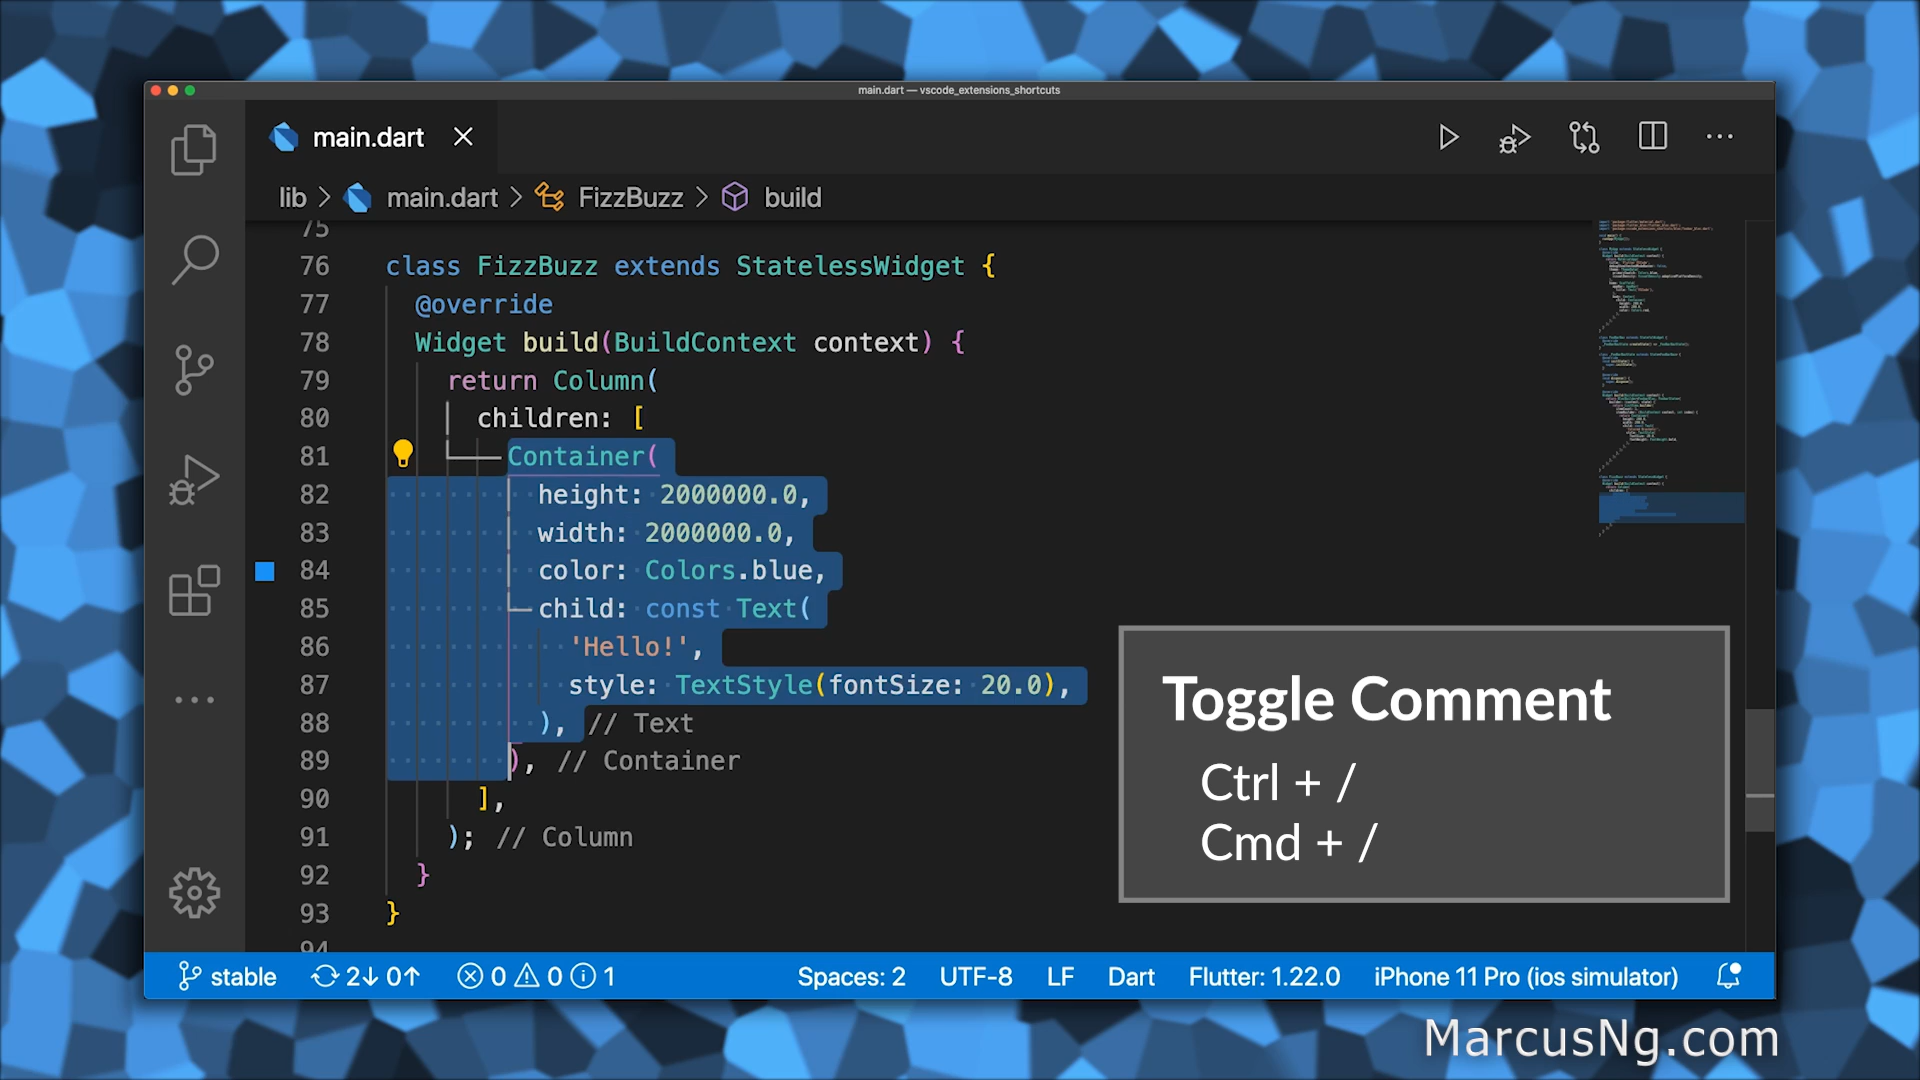 main.dart — vscode_extensions_shortcuts
main.dart
lib > main.dart > FizzBuzz > build
75
76 class FizzBuzz extends StatelessWidget {
77 @override
78 Widget build(BuildContext context) {
79 return Column(
80 children: [
81 Container(
82 height: 2000000.0,
83 width: 2000000.0,
84 color: Colors.blue,
85 child: const Text(
86 'Hello!',
87 style: TextStyle(fontSize: 20.0),
88 ), // Text
89 ), // Container
90 ],
91 ); // Column
92 }
93 }
94
Toggle Comment
Ctrl + /
Cmd + /
stable 2↓ 0↑ 0 0 1 Spaces: 2 UTF-8 LF Dart Flutter: 1.22.0 iPhone 11 Pro (ios simulator)
MarcusNg.com